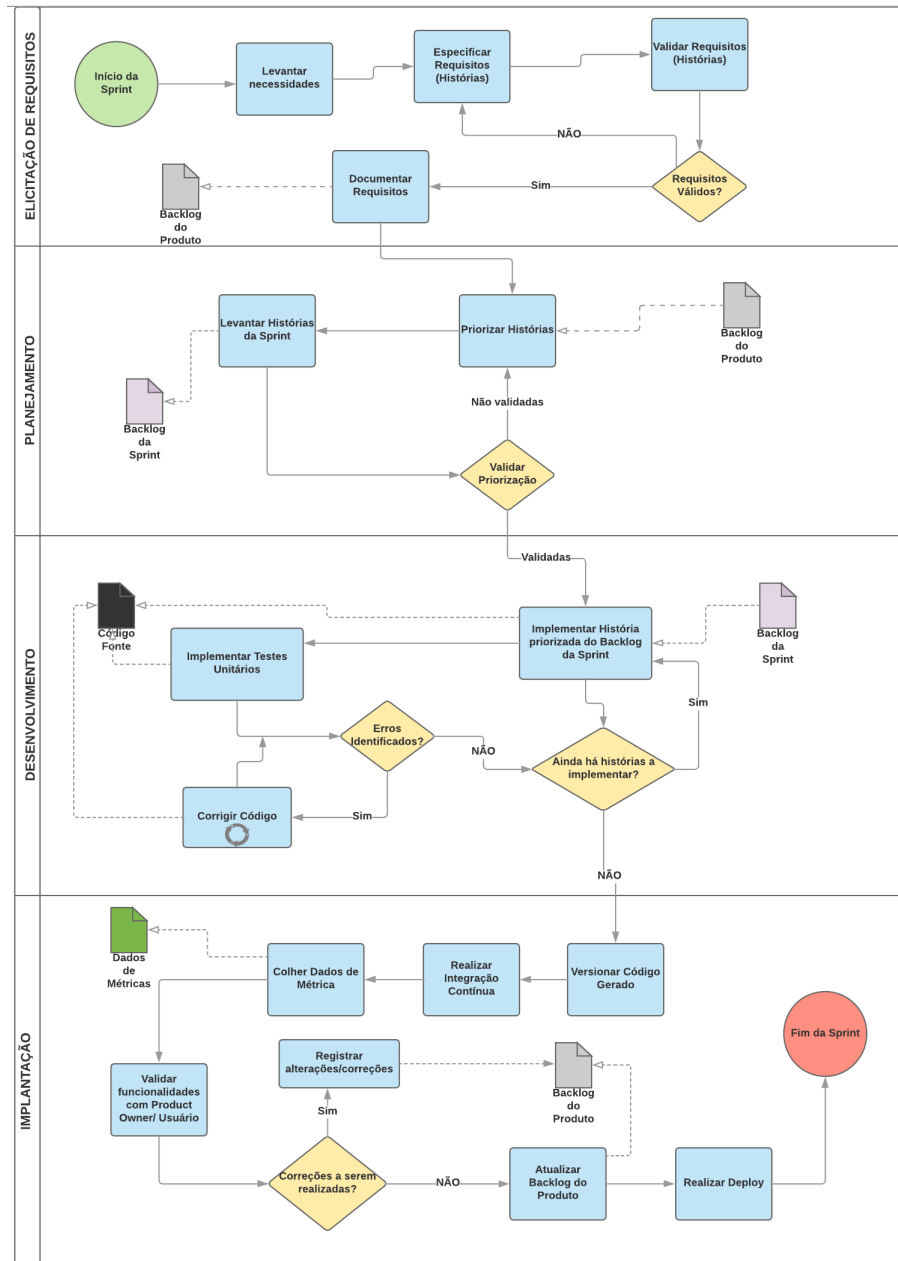 ELICITAÇÃO DE REQUISITOS
Início da
Sprint
Levantar
necessidades
Especificar
Requisitos
(Histórias)
Validar Requisitos
(Histórias)
NÃO
Requisitos
Válidos?
Sim
Documentar
Requisitos
Backlog
do
Produto
PLANEJAMENTO
Levantar Histórias
da Sprint
Priorizar Histórias
Backlog
do
Produto
Backlog
da
Sprint
Não validadas
Validar
Priorização
Validadas
DESENVOLVIMENTO
Código
Fonte
Implementar Testes
Unitários
Implementar História
priorizada do Backlog
da Sprint
Backlog
da
Sprint
Sim
Erros
Identificados?
NÂO
Ainda há histórias a
implementar?
Corrigir Código
Sim
NÃO
IMPLANTAÇÃO
Dados
de
Métricas
Colher Dados de
Métrica
Realizar
Integração
Contínua
Versionar Código
Gerado
Fim da Sprint
Registrar
alterações/correções
Backlog
do
Produto
Validar
funcionalidades
com Product
Owner/ Usuário
Sim
Correções a serem
realizadas?
NÃO
Atualizar
Backlog do
Produto
Realizar Deploy